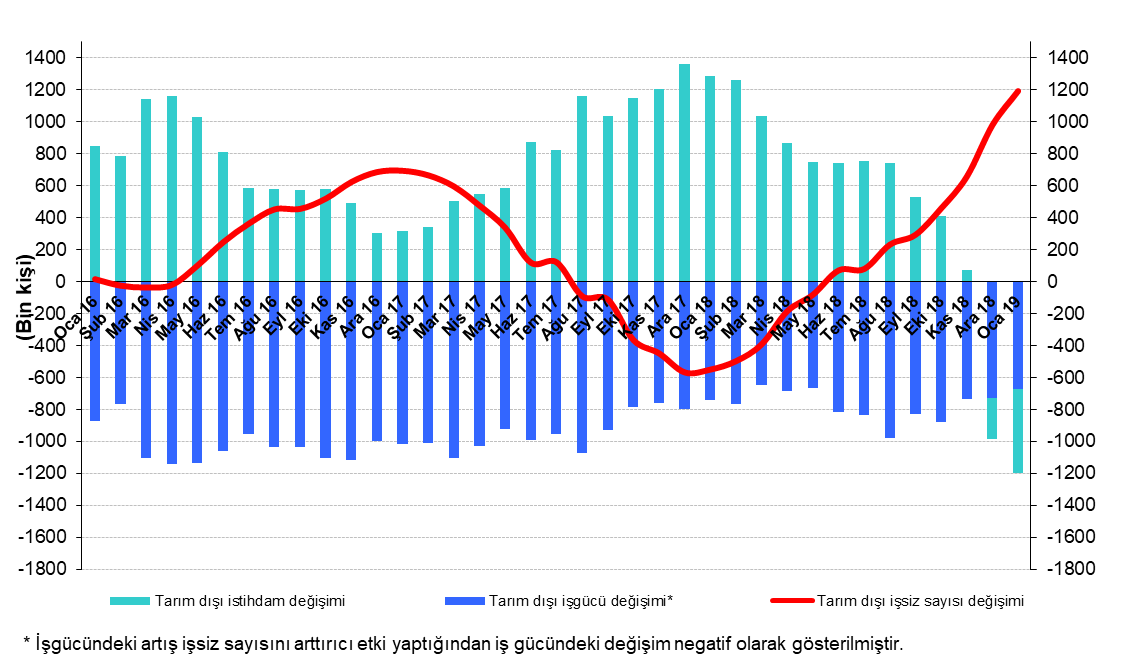 1400
1200
1000
800
600
400
200
0
-200
-400
-600
-800
-1000
-1200
-1400
-1600
-1800
(Bin kişi)
Oca 16
Şub 16
Mar 16
Nis 16
May 16
Haz 16
Tem 16
Ağu 16
Eyl 16
Eki 16
Kas 16
Ara 16
Oca 17
Şub 17
Mar 17
Nis 17
May 17
Haz 17
Tem 17
Ağu 17
Eyl 17
Eki 17
Kas 17
Ara 17
Oca 18
Şub 18
Mar 18
Nis 18
May 18
Haz 18
Tem 18
Ağu 18
Eyl 18
Eki 18
Kas 18
Ara 18
Oca 19
1400
1200
1000
800
600
400
200
0
-200
-400
-600
-800
-1000
-1200
-1400
-1600
-1800
Tarım dışı istihdam değişimi
Tarım dışı işgücü değişimi*
Tarım dışı işsiz sayısı değişimi
* İşgücündeki artış işsiz sayısını arttırıcı etki yaptığından iş gücündeki değişim negatif olarak gösterilmiştir.